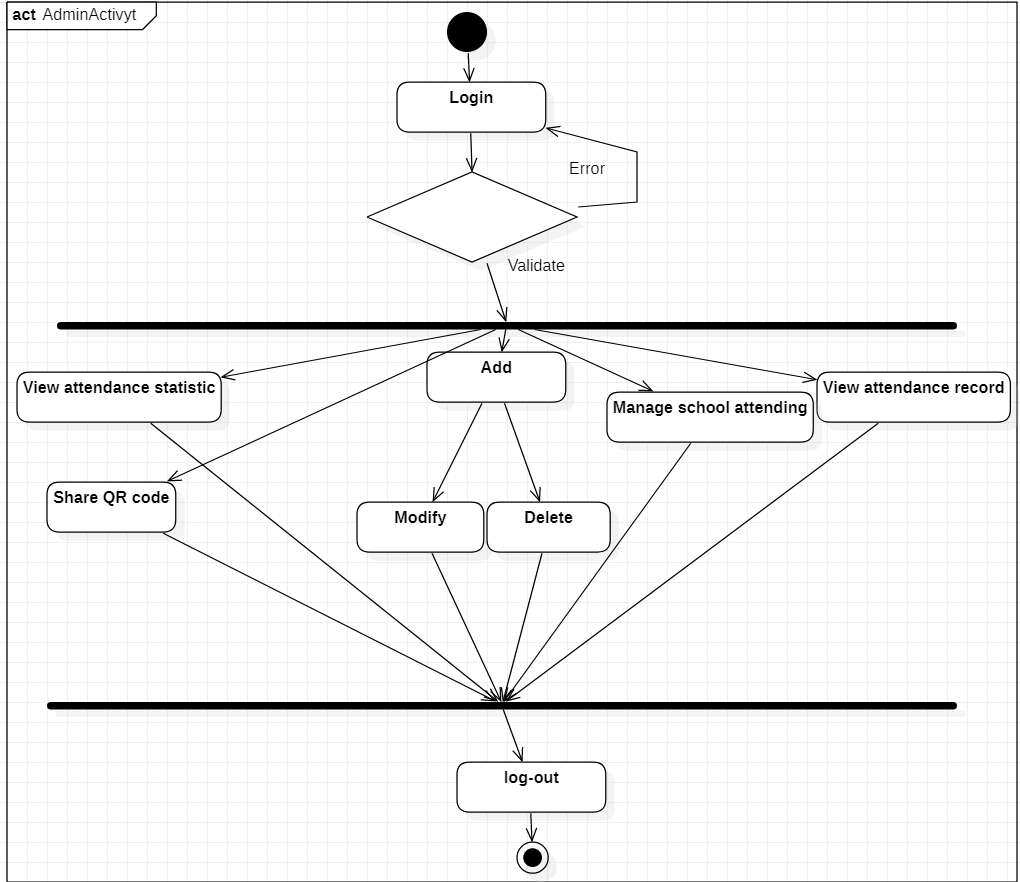 act AdminActivyt
Login
Error
Validate
Add
View attendance statistic
View attendance record
Manage school attending
Share QR code
Modify
Delete
log-out